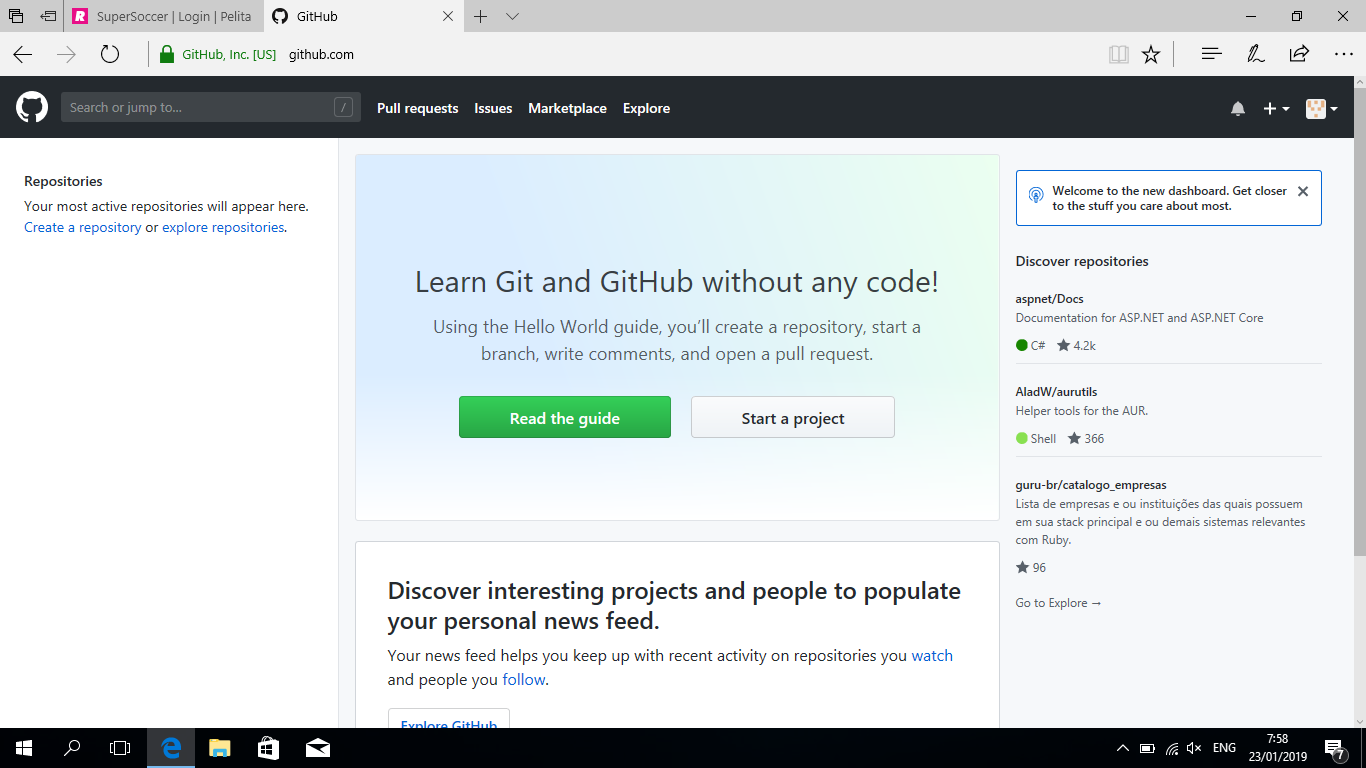 SuperSoccer | Login | Pelita
GitHub
GitHub, Inc. [US] github.com
Search or jump to... /
Pull requests Issues Marketplace Explore
Repositories
Your most active repositories will appear here.
Create a repository or explore repositories.
Learn Git and GitHub without any code!
Using the Hello World guide, you’ll create a repository, start a
branch, write comments, and open a pull request.
Read the guide
Start a project
Discover interesting projects and people to populate
your personal news feed.
Your news feed helps you keep up with recent activity on repositories you watch
and people you follow.
Explore GitHub
Welcome to the new dashboard. Get closer
to the stuff you care about most.
Discover repositories
aspnet/Docs
Documentation for ASP.NET and ASP.NET Core
C# 4.2k
AladW/aurutils
Helper tools for the AUR.
Shell 366
guru-br/catalogo_empresas
Lista de empresas e ou instituições das quais possuem
em sua stack principal e ou demais sistemas relevantes
com Ruby.
96
Go to Explore →
ENG
7:58
23/01/2019
7